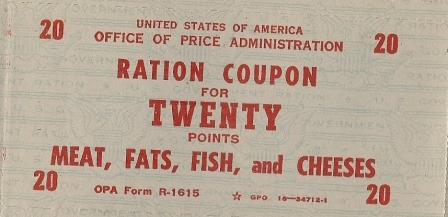 20 UNITED STATES OF AMERICA 20
OFFICE OF PRICE ADMINISTRATION
RATION COUPON
FOR
TWENTY
POINTS
MEAT, FATS, FISH, and CHEESES
20 OPA Form R-1615 ☆ GPO 16—34712-1 20